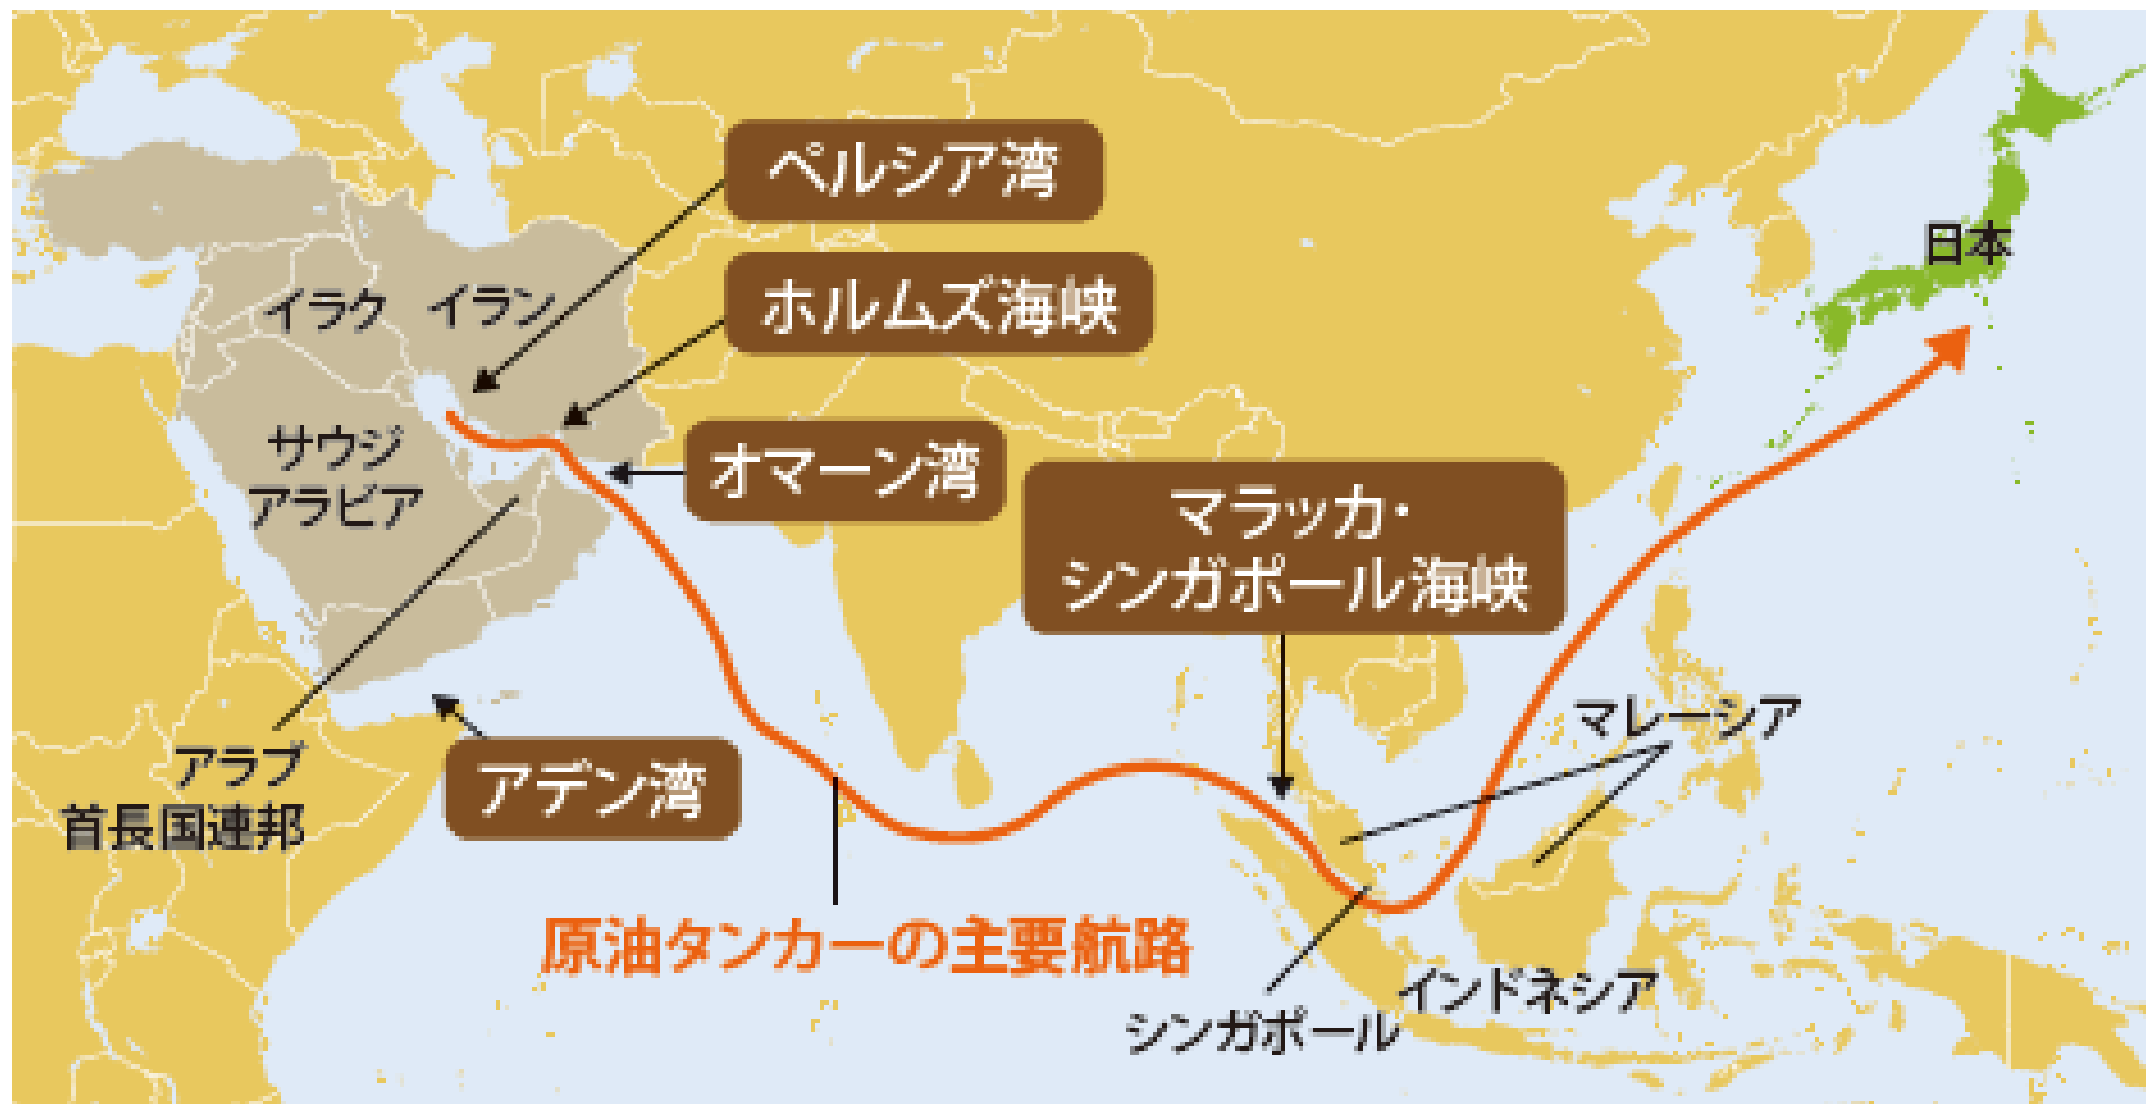 ペルシア湾
ホルムズ海峡
日本
イラク
イラン
サウジ
アラビア
オマーン湾
マラッカ・
シンガポール海峡
マレーシア
アラブ
首長国連邦
アデン湾
原油タンカーの主要航路
インドネシア
シンガポール